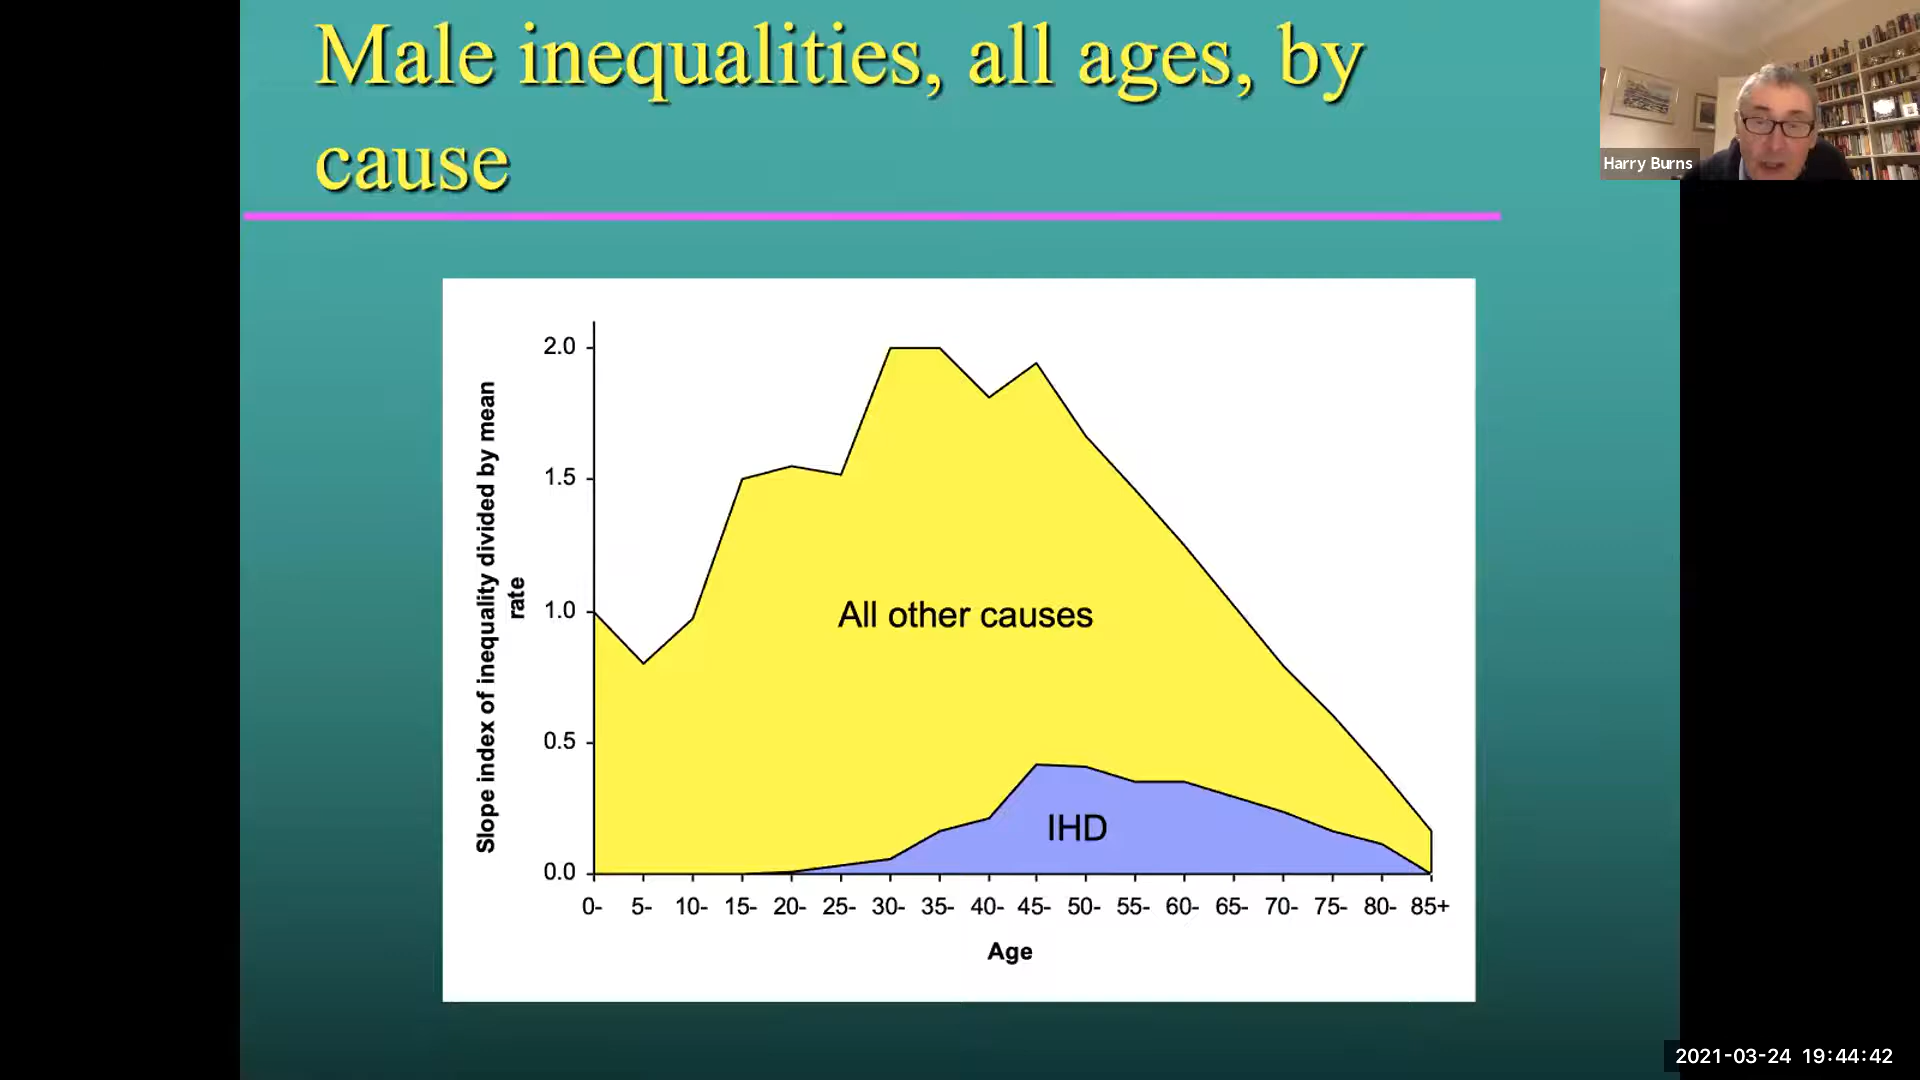 Male inequalities, all ages, by
cause
Harry Burns
Slope index of inequality divided by mean
rate
2.0
1.5
1.0
0.5
0.0
All other causes
IHD
0- 5- 10- 15- 20- 25- 30- 35- 40- 45- 50- 55- 60- 65- 70- 75- 80- 85+
Age
2021-03-24 19:44:42